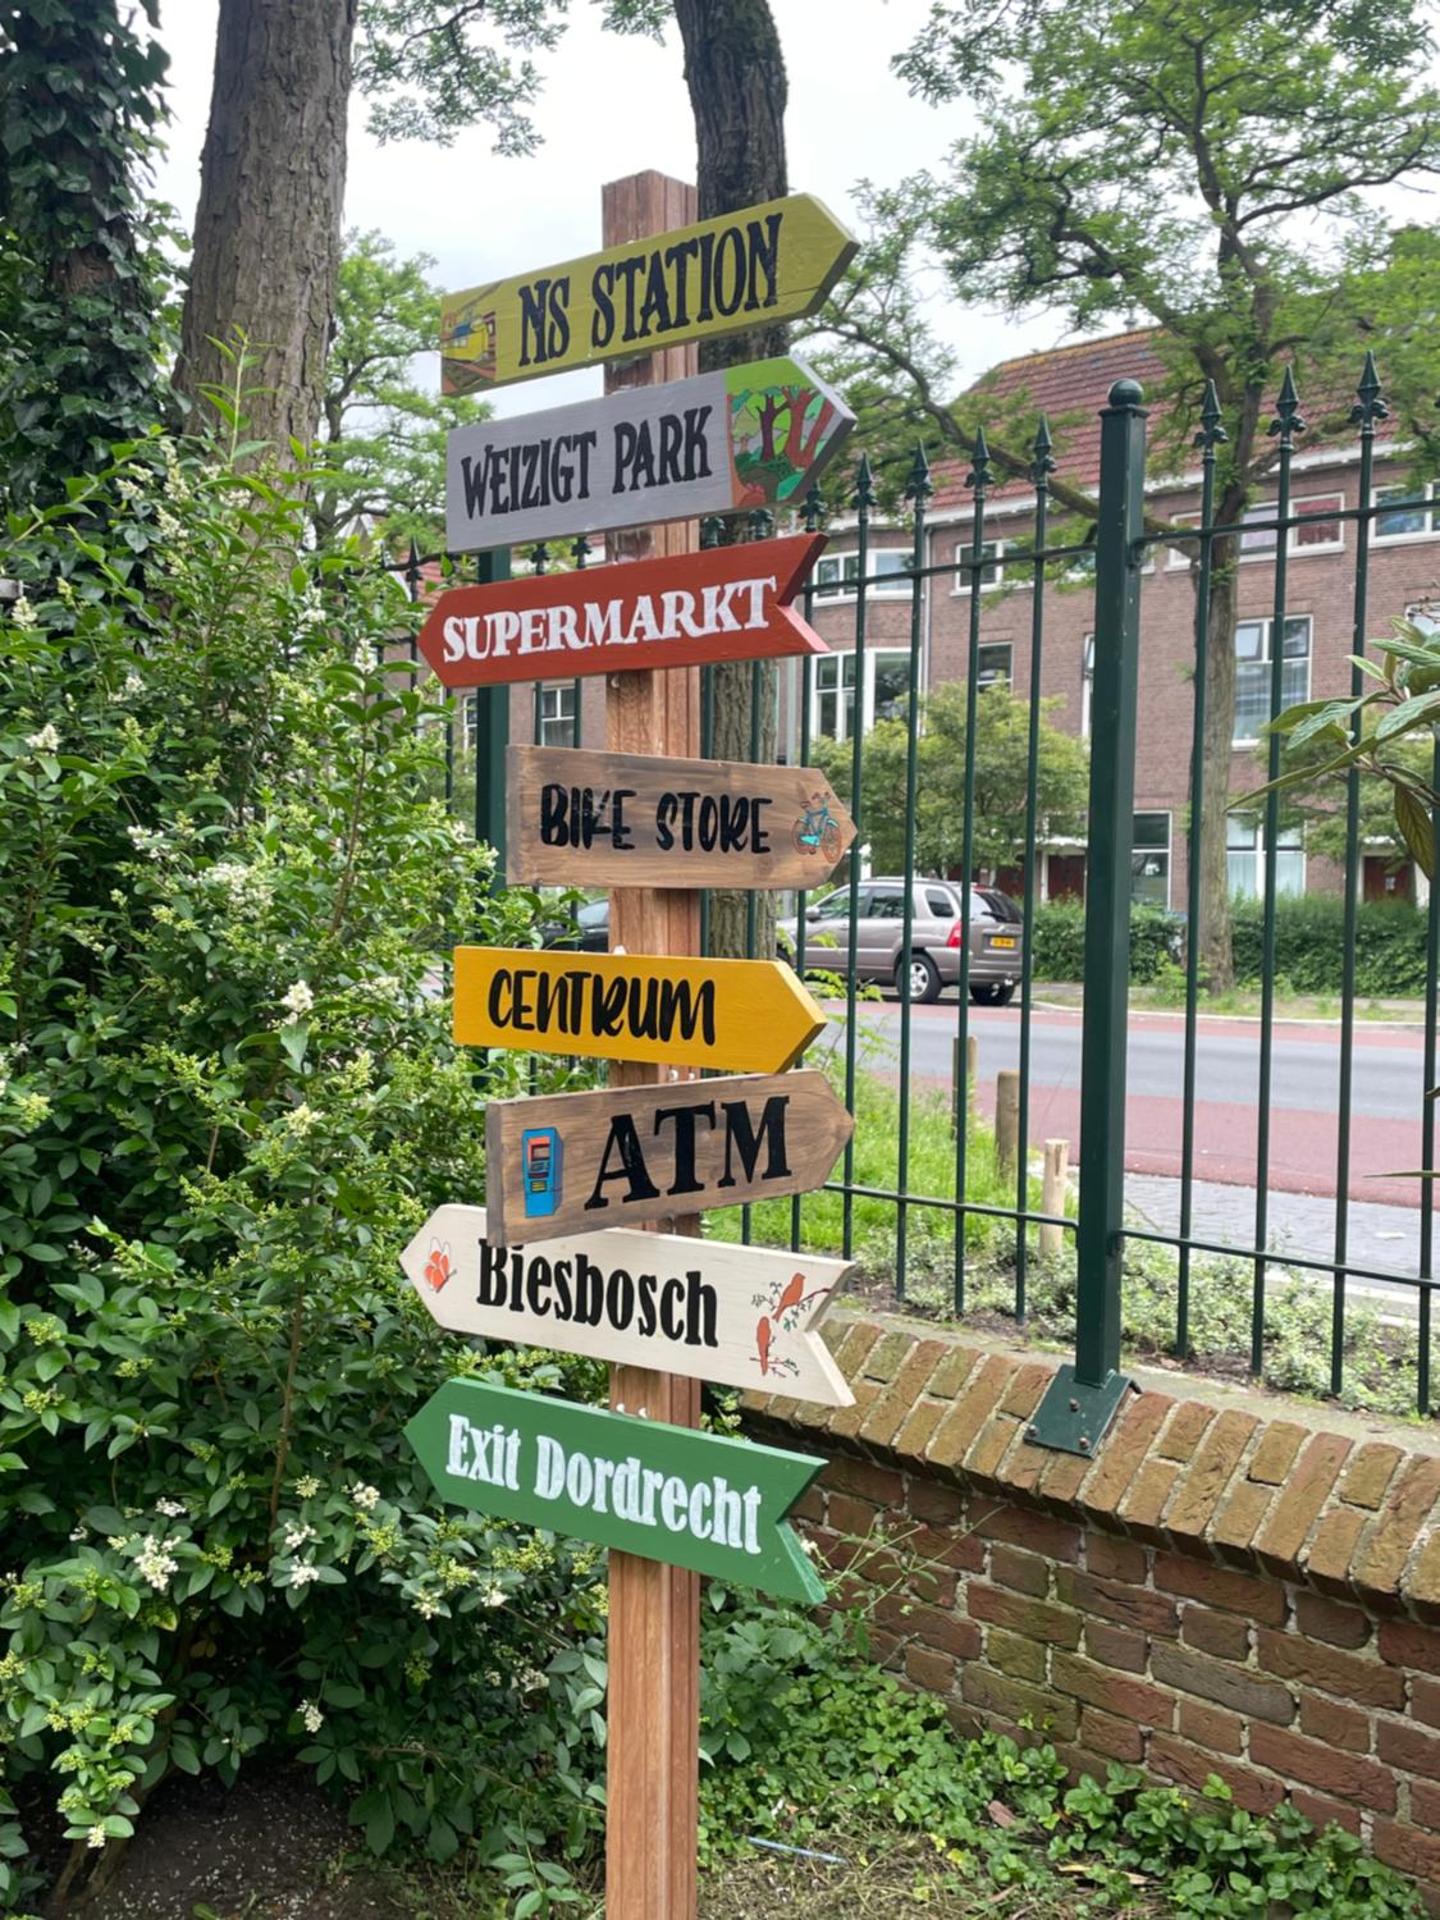 NS STATION
WEIZIGT PARK
SUPERMARKT
BIKE STORE
CENTRUM
ATM
Biesbosch
Exit Dordrecht